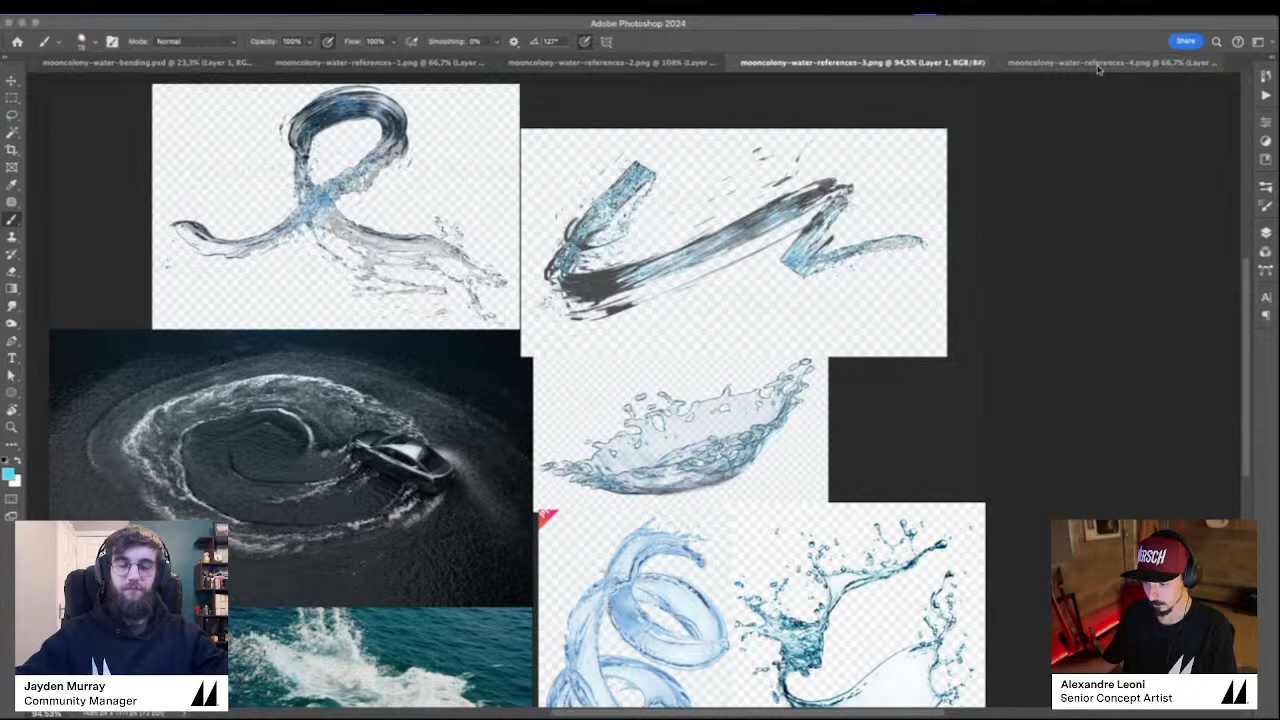 Adobe Photoshop 2024
Mode: Normal Opacity: 100% Flow: 100% Smoothing: 0% 127° Share
mooncolony-water-bending.psd @ 23,3% (Layer 1, RG... mooncolony-water-references-1.png @ 66,7% (Layer ... mooncolony-water-references-2.png @ 108% (Layer ... mooncolony-water-references-3.png @ 94,5% (Layer 1, RGB/8#) mooncolony-water-references-4.png @ 66,7% (Layer ...
Jayden Murray
Community Manager
Alexandre Leoni
Senior Concept Artist
94,53%